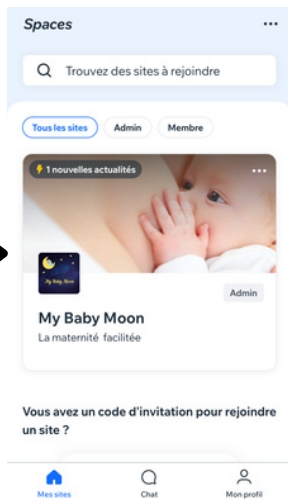 Spaces
Trouvez des sites à rejoindre
Tous les sites Admin Membre
1 nouvelles actualités
My Baby Moon
Admin
My Baby Moon
La maternité facilitée
Vous avez un code d'invitation pour rejoindre
un site ?
Mes sites Chat Mon profil